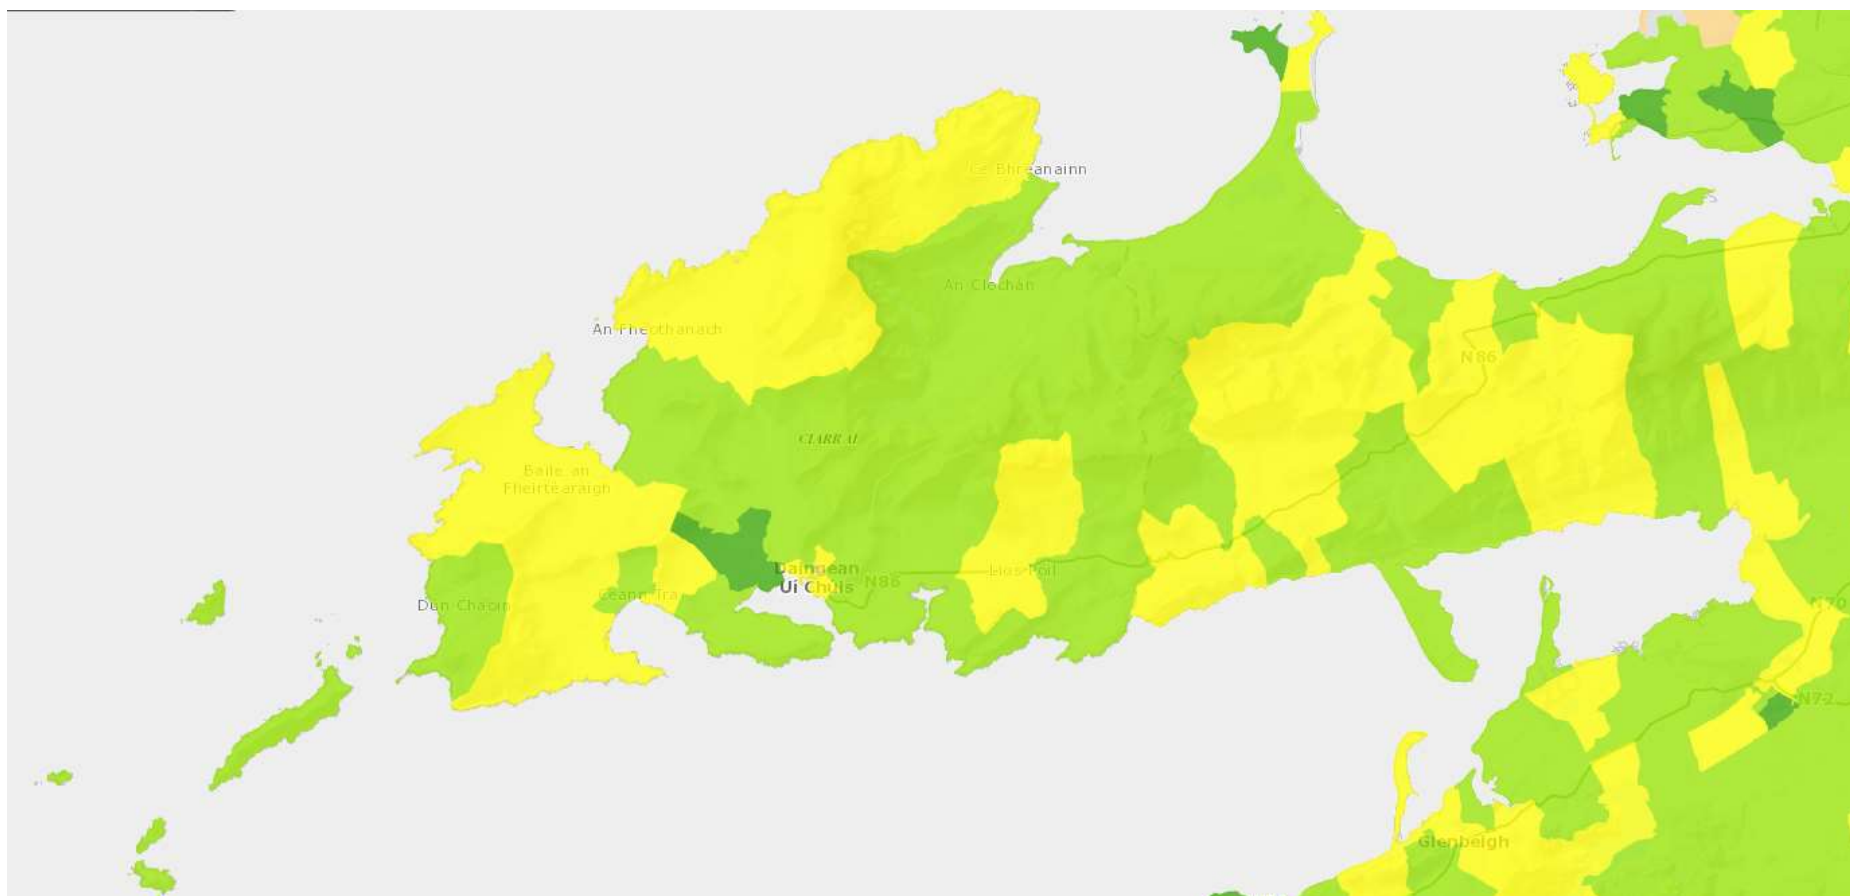 Cé Bhréanainn
An Clochán
An Fheothanach
N86
CIARRAÍ
Baile an
Fheirtéaraigh
Daingean
Uí Chúis
N86
Lios Póil
Dún Chaoin
Ceann Trá
N70
N72
Glenbeigh